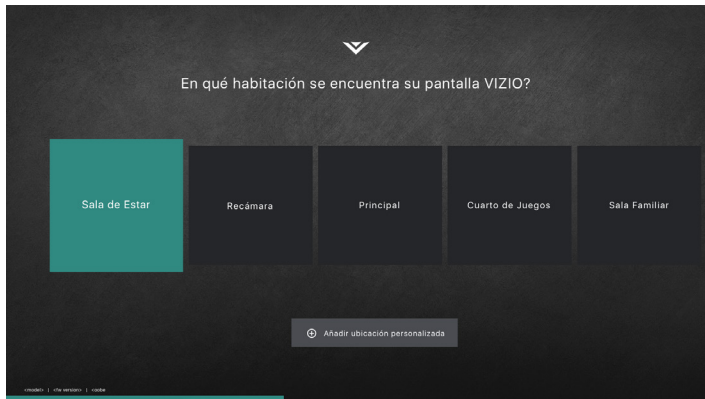 En qué habitación se encuentra su pantalla VIZIO?
Sala de Estar
Recámara
Principal
Cuarto de Juegos
Sala Familiar
Añadir ubicación personalizada
<model> | <fw version> |